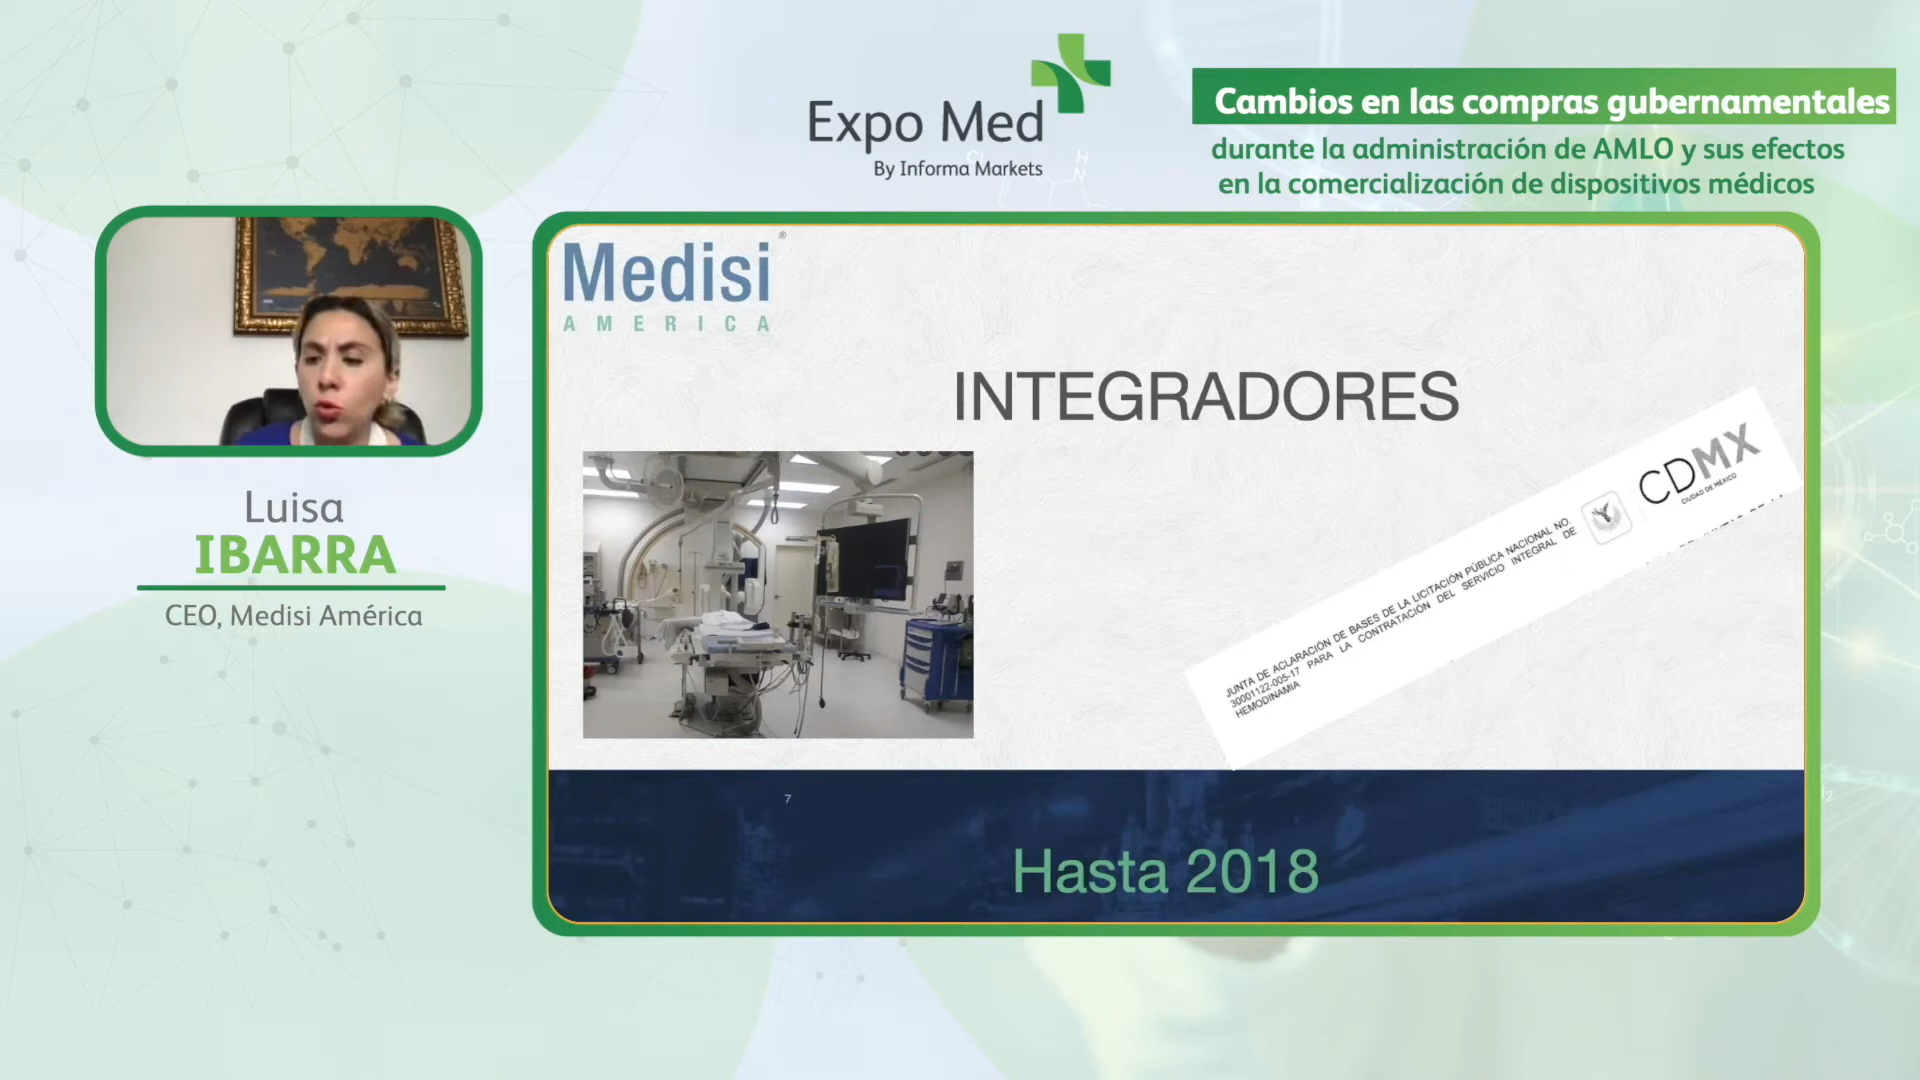 Expo Med
By Informa Markets
Cambios en las compras gubernamentales
durante la administración de AMLO y sus efectos
en la comercialización de dispositivos médicos
Luisa
IBARRA
CEO, Medisi América
Medisi®
AMERICA
INTEGRADORES
CDMX
CIUDAD DE MÉXICO
JUNTA DE ACLARACIÓN DE BASES DE LA LICITACIÓN PÚBLICA NACIONAL NO.
30001122-005-17 PARA LA CONTRATACIÓN DEL SERVICIO INTEGRAL DE
HEMODINAMIA
7
Hasta 2018